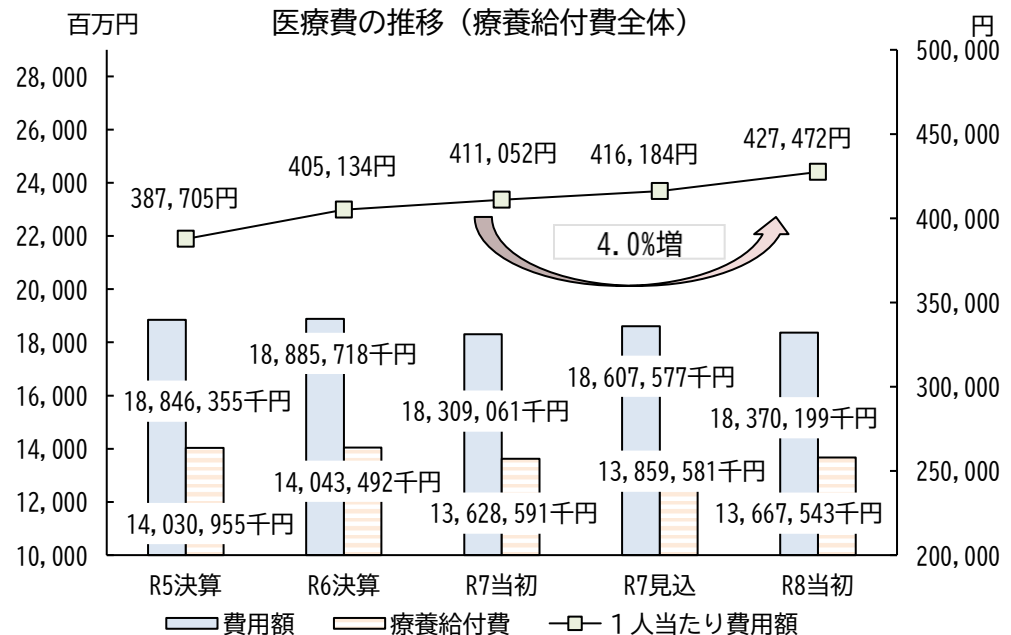 医療費の推移（療養給付費全体）
百万円
円
28,000
26,000
24,000
22,000
20,000
18,000
16,000
14,000
12,000
10,000
500,000
450,000
400,000
350,000
300,000
250,000
200,000
387,705円
405,134円
411,052円
416,184円
427,472円
4.0%増
18,846,355千円
18,885,718千円
18,309,061千円
18,607,577千円
18,370,199千円
14,030,955千円
14,043,492千円
13,628,591千円
13,859,581千円
13,667,543千円
R5決算
R6決算
R7当初
R7見込
R8当初
費用額
療養給付費
１人当たり費用額